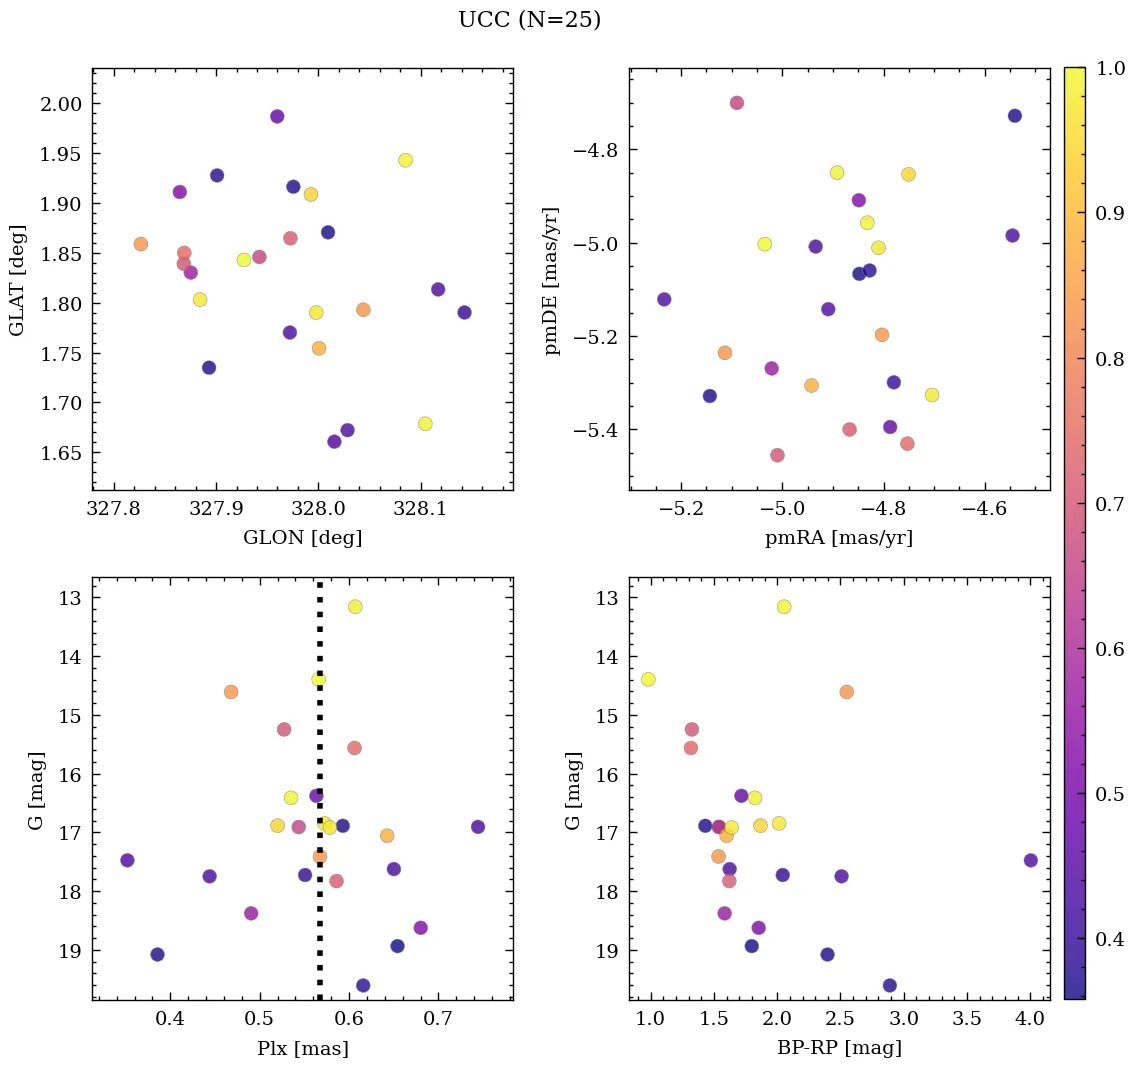 UCC (N=25)
2.00
1.95
1.90
1.85
1.80
1.75
1.70
1.65
GLAT [deg]
327.8 327.9 328.0 328.1
GLON [deg]
−4.8
−5.0
−5.2
−5.4
pmDE [mas/yr]
−5.2 −5.0 −4.8 −4.6
pmRA [mas/yr]
13
14
15
16
17
18
19
G [mag]
0.4 0.5 0.6 0.7
Plx [mas]
13
14
15
16
17
18
19
G [mag]
1.0 1.5 2.0 2.5 3.0 3.5 4.0
BP-RP [mag]
1.0
0.9
0.8
0.7
0.6
0.5
0.4